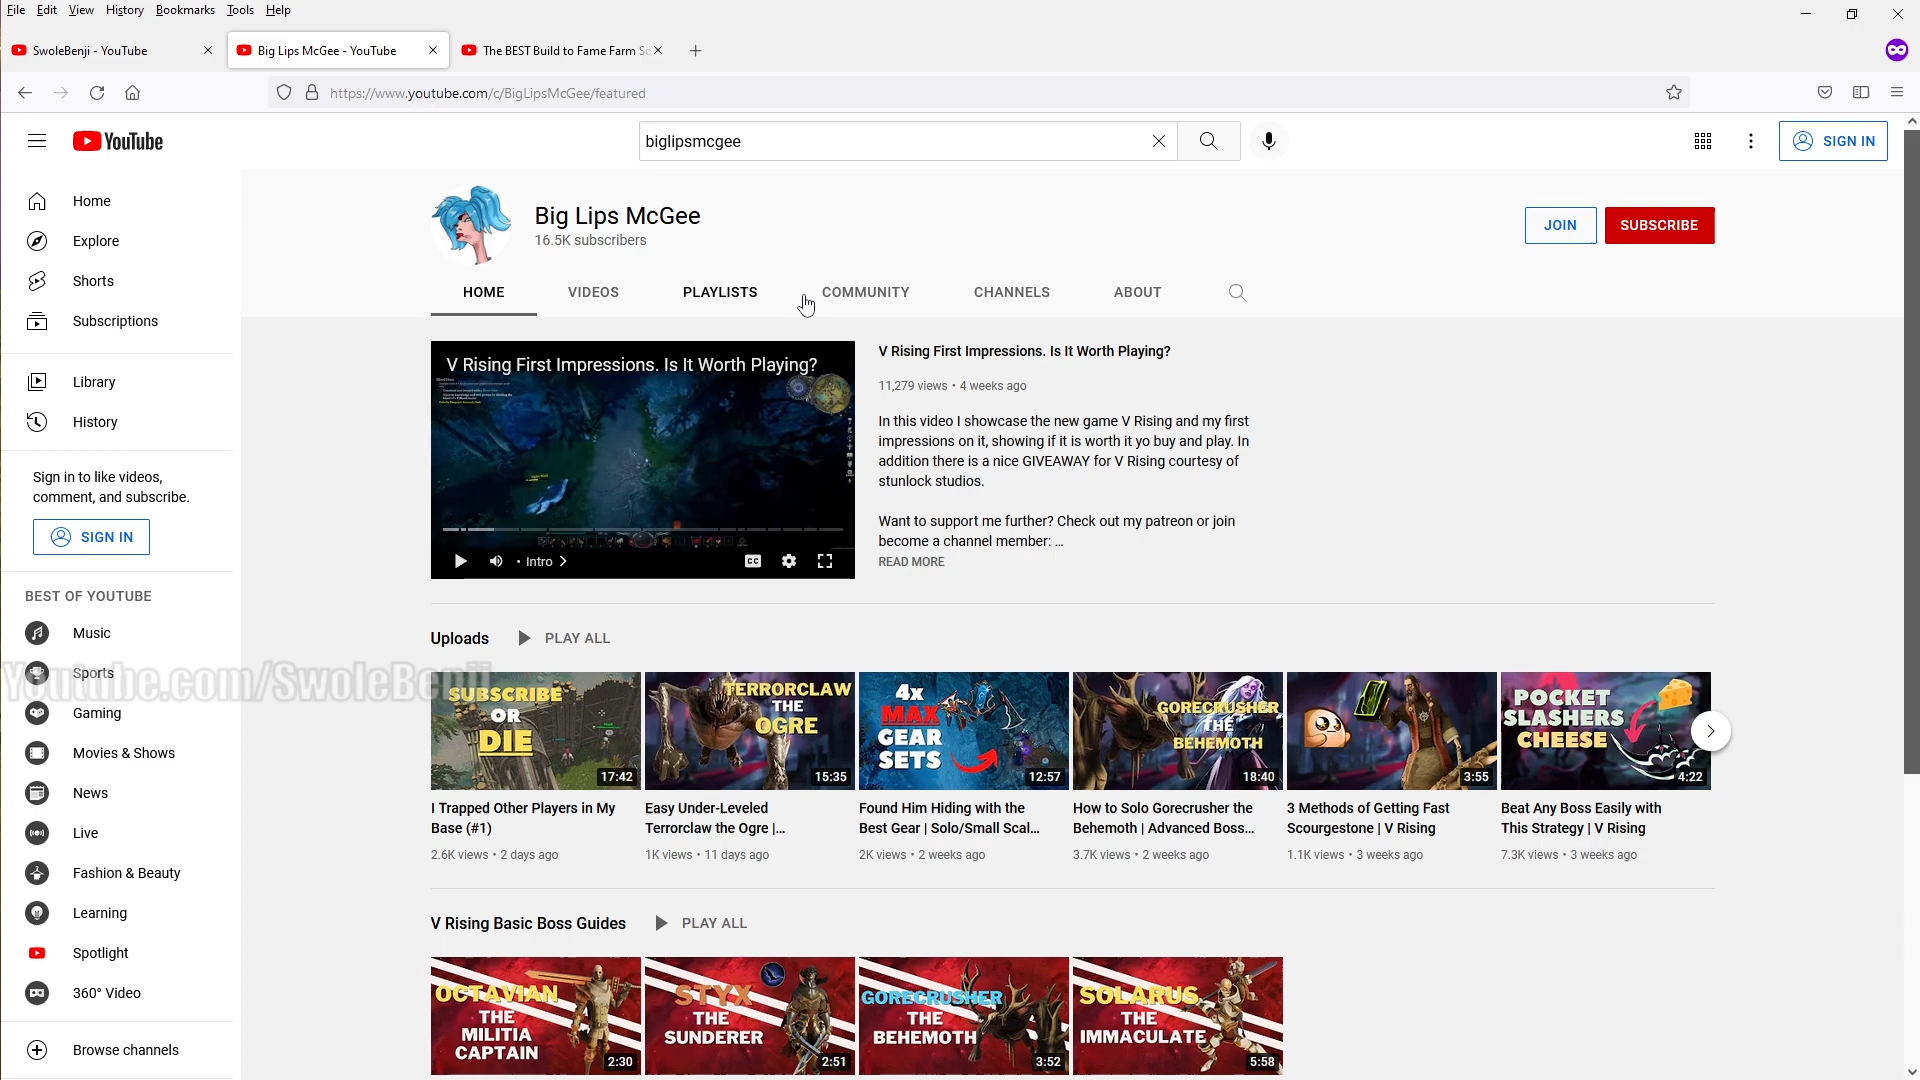 File Edit View History Bookmarks Tools Help
SwoleBenji - YouTube
Big Lips McGee - YouTube
The BEST Build to Fame Farm So
https://www.youtube.com/c/BigLipsMcGee/featured
YouTube
biglipsmcgee
SIGN IN
Home
Explore
Shorts
Subscriptions
Library
History
Sign in to like videos,
comment, and subscribe.
SIGN IN
BEST OF YOUTUBE
Music
Sports
Gaming
Movies & Shows
News
Live
Fashion & Beauty
Learning
Spotlight
360° Video
Browse channels
Youtube.com/SwoleBenji
Big Lips McGee
16.5K subscribers
JOIN
SUBSCRIBE
HOME VIDEOS PLAYLISTS COMMUNITY CHANNELS ABOUT
V Rising First Impressions. Is It Worth Playing?
• Intro
CC
V Rising First Impressions. Is It Worth Playing?
11,279 views • 4 weeks ago
In this video I showcase the new game V Rising and my first
impressions on it, showing if it is worth it yo buy and play. In
addition there is a nice GIVEAWAY for V Rising courtesy of
stunlock studios.
Want to support me further? Check out my patreon or join
become a channel member: ...
READ MORE
Uploads PLAY ALL
SUBSCRIBE
OR
DIE
17:42
I Trapped Other Players in My
Base (#1)
2.6K views • 2 days ago
TERRORCLAW
THE
OGRE
15:35
Easy Under-Leveled
Terrorclaw the Ogre |...
1K views • 11 days ago
4x
MAX
GEAR
SETS
12:57
Found Him Hiding with the
Best Gear | Solo/Small Scal...
2K views • 2 weeks ago
GORECRUSHER
THE
BEHEMOTH
18:40
How to Solo Gorecrusher the
Behemoth | Advanced Boss...
3.7K views • 2 weeks ago
3:55
3 Methods of Getting Fast
Scourgestone | V Rising
1.1K views • 3 weeks ago
POCKET
SLASHERS
CHEESE
4:22
Beat Any Boss Easily with
This Strategy | V Rising
7.3K views • 3 weeks ago
V Rising Basic Boss Guides PLAY ALL
OCTAVIAN
THE
MILITIA
CAPTAIN
2:30
STYX
THE
SUNDERER
2:51
GORECRUSHER
THE
BEHEMOTH
3:52
SOLARUS
THE
IMMACULATE
5:58